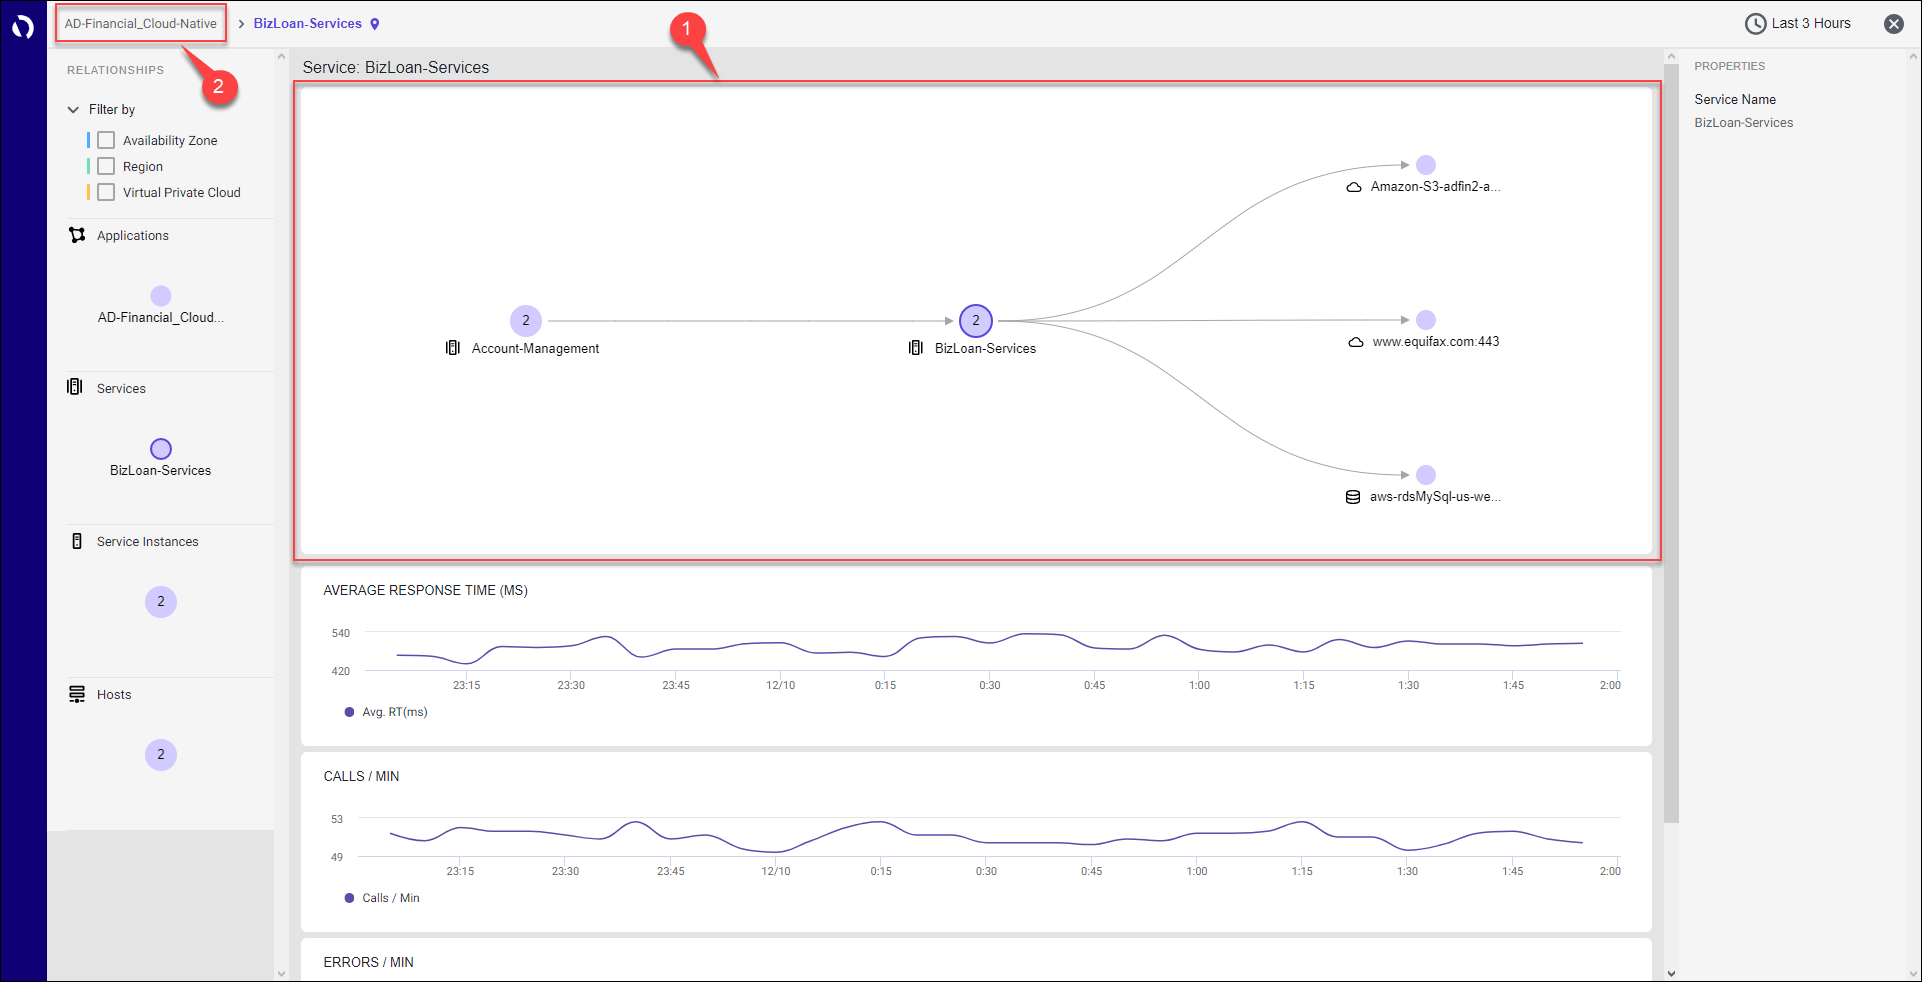 AD-Financial_Cloud-Native
BizLoan-Services
1
2
Last 3 Hours
RELATIONSHIPS
Filter by
Availability Zone
Region
Virtual Private Cloud
Applications
AD-Financial_Cloud...
Services
BizLoan-Services
Service Instances
2
Hosts
2
Service: BizLoan-Services
2
Account-Management
2
BizLoan-Services
Amazon-S3-adfin2-a...
www.equifax.com:443
aws-rdsMySql-us-we...
AVERAGE RESPONSE TIME (MS)
540
420
23:15 23:30 23:45 12/10 0:15 0:30 0:45 1:00 1:15 1:30 1:45 2:00
Avg. RT(ms)
CALLS / MIN
53
49
23:15 23:30 23:45 12/10 0:15 0:30 0:45 1:00 1:15 1:30 1:45 2:00
Calls / Min
ERRORS / MIN
PROPERTIES
Service Name
BizLoan-Services